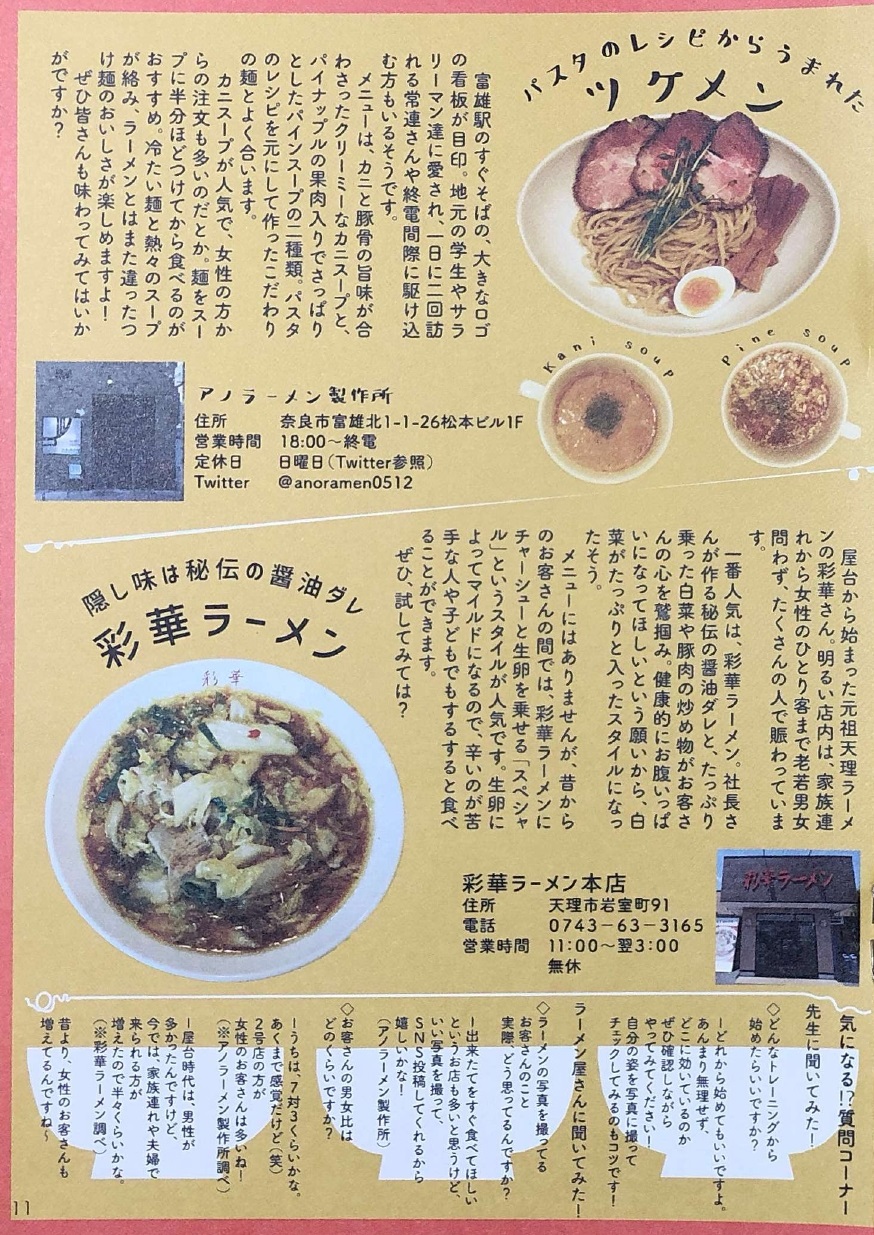 パスタのレシピからうまれた
ツケメン
富雄駅のすぐそばの、大きなロゴ
の看板が目印。地元の学生やサラ
リーマン達に愛され、一日に二回訪
れる常連さんや終電間際に駆け込
む方もいるそうです。
メニューは、カニと豚骨の旨味が合
わさったクリーミーなカニスープと、
パイナップルの果肉入りでさっぱり
としたパインスープの二種類。パスタ
のレシピを元にして作ったこだわり
の麺とよく合います。
カニスープが人気で、女性の方か
らの注文も多いのだとか。麺をスー
プに半分ほどつけてから食べるのが
おすすめ。冷たい麺と熱々のスープ
が絡み、ラーメンとはまた違ったつ
け麺のおいしさが楽しめますよ!
ぜひ皆さんも味わってみてはいか
がですか?
Kani soup
Pine soup
アノラーメン製作所
住所 奈良市富雄北1-1-26松本ビル1F
営業時間 18:00〜終電
定休日 日曜日(Twitter参照)
Twitter @anoramen0512
屋台から始まった元祖天理ラーメ
ンの彩華さん。明るい店内は、家族連
れから女性のひとり客まで老若男女
問わず、たくさんの人で賑わっていま
す。
一番人気は、彩華ラーメン。社長さ
んが作る秘伝の醤油ダレと、たっぷり
乗った白菜や豚肉の炒め物がお客さ
んの心を鷲掴み。健康的にお腹いっぱ
いになってほしいという願いから、白
菜がたっぷりと入ったスタイルになっ
たそう。
メニューにはありませんが、昔から
のお客さんの間では、彩華ラーメンに
チャーシューと生卵を乗せる「スペシャ
ル」というスタイルが人気です。生卵に
よってマイルドになるので、辛いのが苦
手な人や子どもでもするすると食べ
ることができます。
ぜひ、試してみては?
隠し味は秘伝の醤油ダレ
彩華ラーメン
彩華
彩華ラーメン本店
住所 天理市岩室町91
電話 0743-63-3165
営業時間 11:00〜翌3:00
無休
彩華ラーメン
気になる!?質問コーナー
先生に聞いてみた!
◇どんなトレーニングから
始めたらいいですか?
ーどれから始めてもいいですよ。
あんまり無理せず、
どこに効いているのか
ぜひ確認しながら
やってみてください!
自分の姿を写真に撮って
チェックしてみるのもコツです!
ラーメン屋さんに聞いてみた!
◇ラーメンの写真を撮ってる
お客さんのこと
実際、どう思ってるんですか?
ー出来たてをすぐ食べてほしい
というお店も多いと思うけど、
いい写真を撮って、
SNS投稿してくれるから
嬉しいかな!
(アノラーメン製作所)
◇お客さんの男女比は
どのくらいですか?
ーうちは、7対3くらいかな。
あくまで感覚だけど(笑)
2号店の方が
女性のお客さんは多いね!
(※アノラーメン製作所調べ)
ー屋台時代は、男性が
多かったんですけど、
今では、家族連れや夫婦で
来られる方が
増えたので半々くらいかな。
(※彩華ラーメン調べ)
昔より、女性のお客さんも
増えてるんですね〜
11